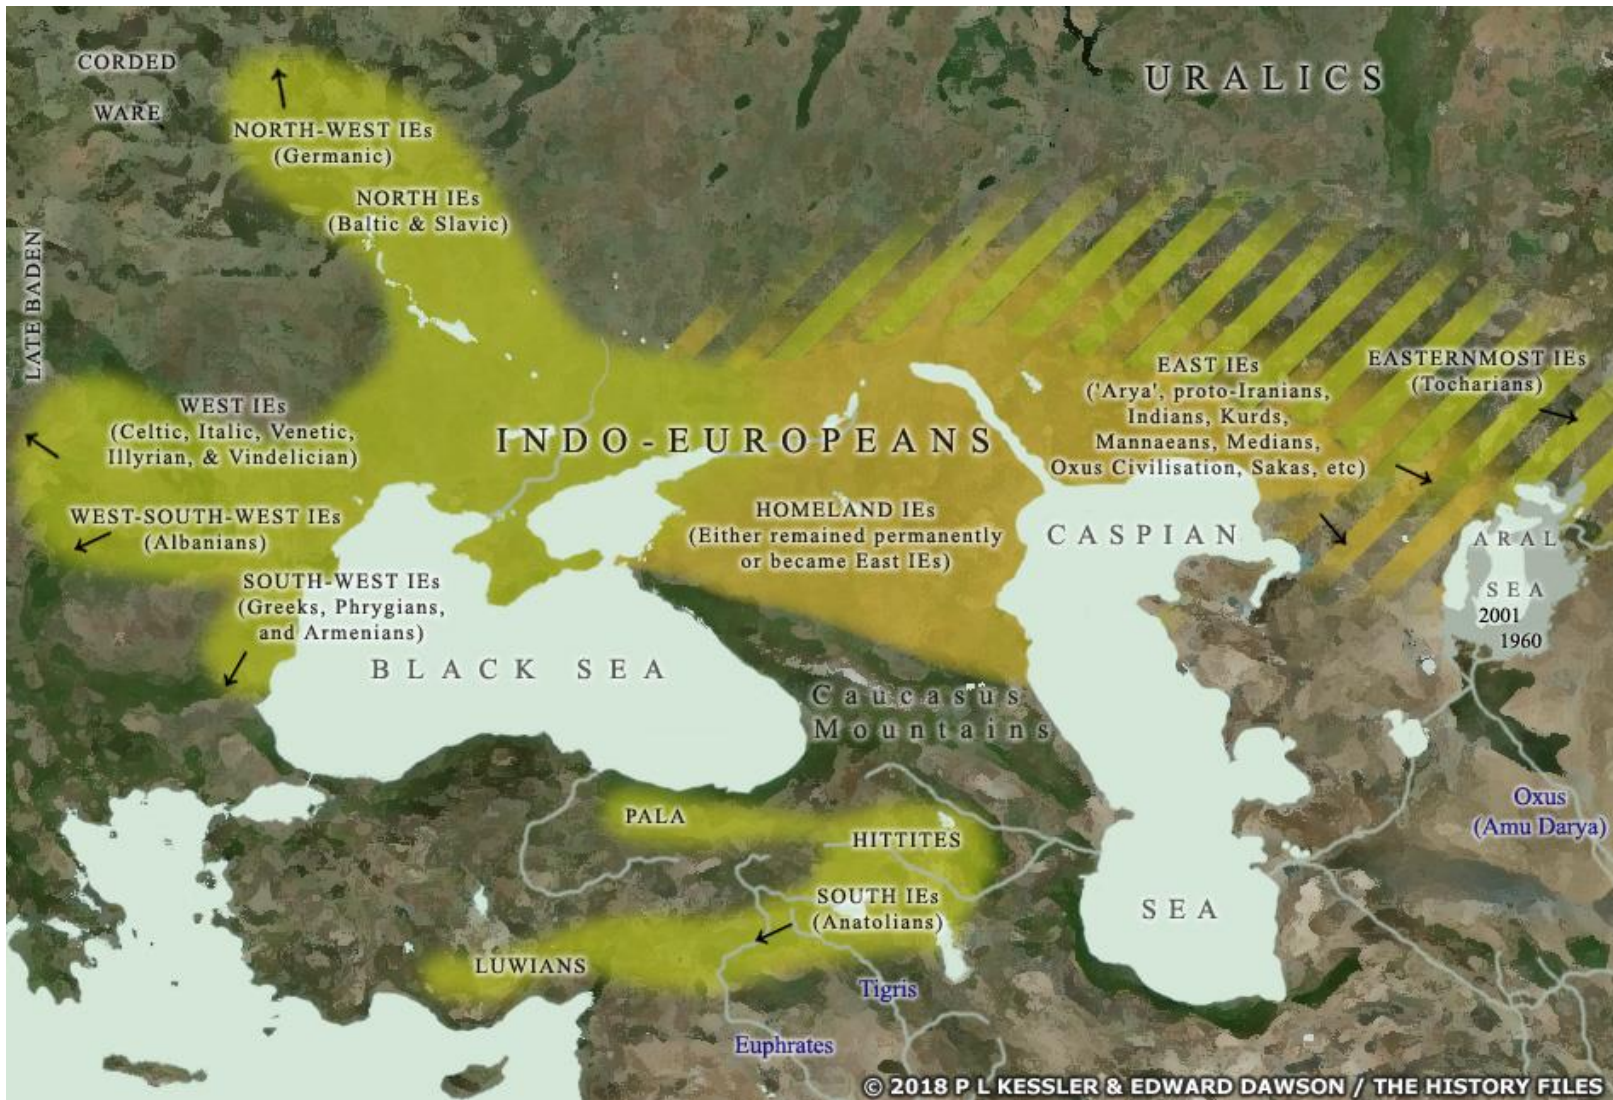 CORDED
WARE
URALICS
NORTH-WEST IEs
(Germanic)
NORTH IEs
(Baltic & Slavic)
LATE BADEN
WEST IEs
(Celtic, Italic, Venetic,
Illyrian, & Vindelician)
INDO-EUROPEANS
EAST IEs
('Arya', proto-Iranians,
Indians, Kurds,
Mannaeans, Medians,
Oxus Civilisation, Sakas, etc)
EASTERNMOST IEs
(Tocharians)
WEST-SOUTH-WEST IEs
(Albanians)
HOMELAND IEs
(Either remained permanently
or became East IEs)
CASPIAN
ARAL
SEA
2001
1960
SOUTH-WEST IEs
(Greeks, Phrygians,
and Armenians)
BLACK SEA
Caucasus
Mountains
PALA
HITTITES
Oxus
(Amu Darya)
SOUTH IEs
(Anatolians)
SEA
LUWIANS
Tigris
Euphrates
© 2018 P L KESSLER & EDWARD DAWSON / THE HISTORY FILES